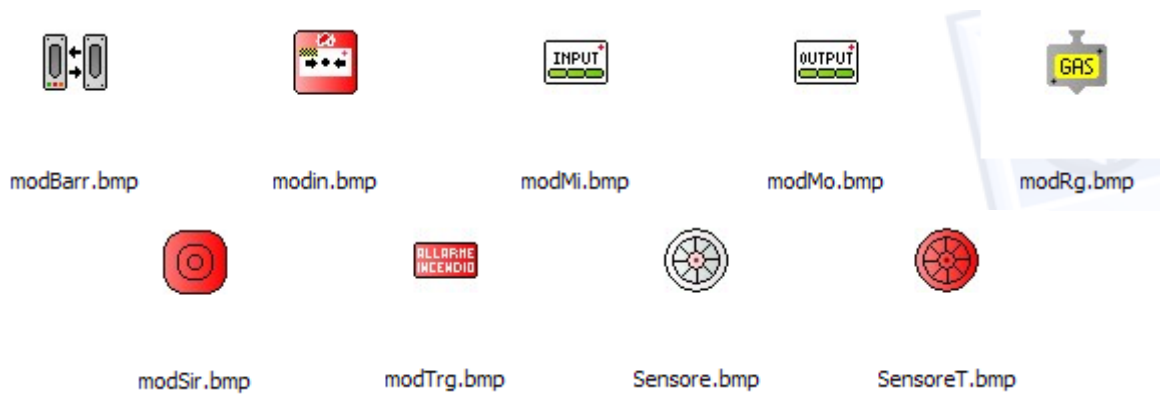 INPUT
OUTPUT
GAS
modBarr.bmp
modin.bmp
modMi.bmp
modMo.bmp
modRg.bmp
ALLARME
INCENDIO
modSir.bmp
modTrg.bmp
Sensore.bmp
SensoreT.bmp